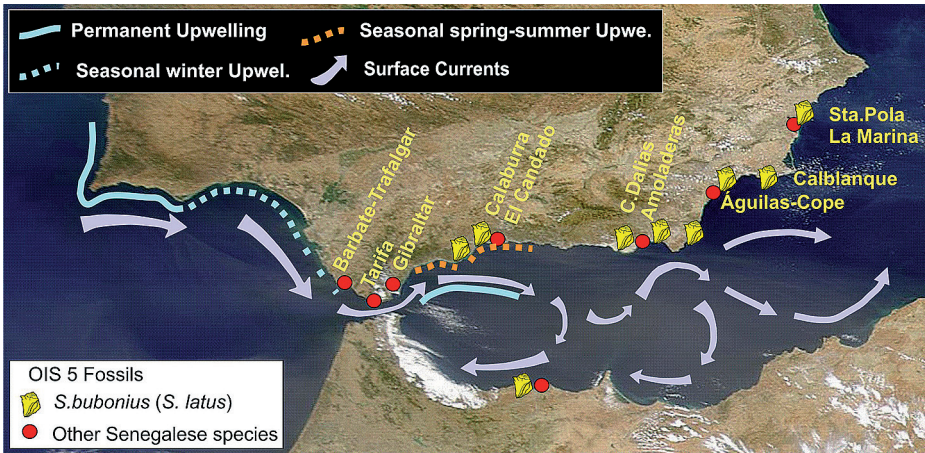 Permanent Upwelling
Seasonal spring-summer Upwe.
Seasonal winter Upwel.
Surface Currents
Sta.Pola
La Marina
Calblanque
Águilas-Cope
C.Dalias
Amoladeras
Calaburra
El Candado
Barbate-Trafalgar
Tarifa
Gibraltar
OIS 5 Fossils
S.bubonius (S. latus)
Other Senegalese species